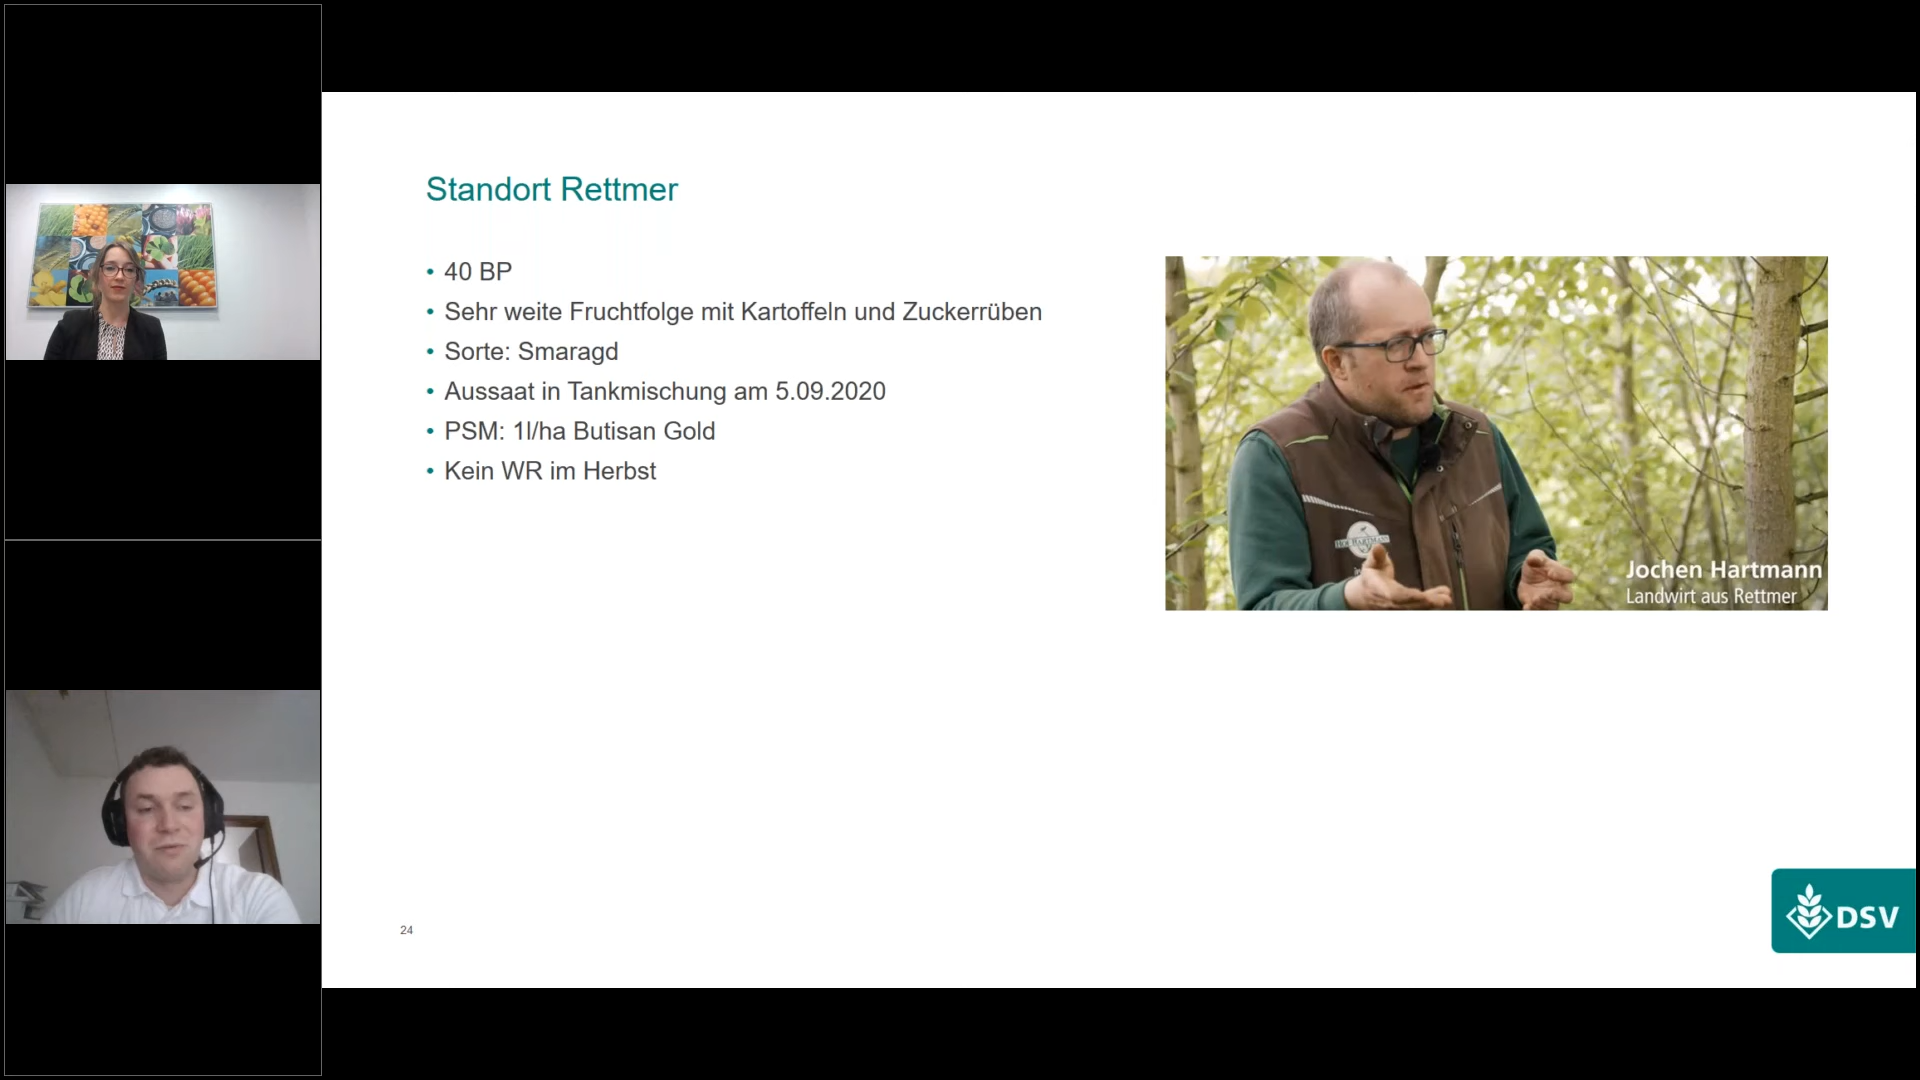 Standort Rettmer
• 40 BP
• Sehr weite Fruchtfolge mit Kartoffeln und Zuckerrüben
• Sorte: Smaragd
• Aussaat in Tankmischung am 5.09.2020
• PSM: 1l/ha Butisan Gold
• Kein WR im Herbst
Jochen Hartmann
Landwirt aus Rettmer
24
DSV